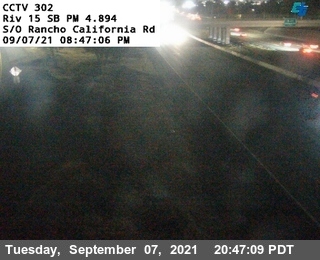 CCTV 302
Riv 15 SB PM 4.894
S/O Rancho California Rd
09/07/21 08:47:06 PM
Tuesday, September 07, 2021 20:47:09 PDT